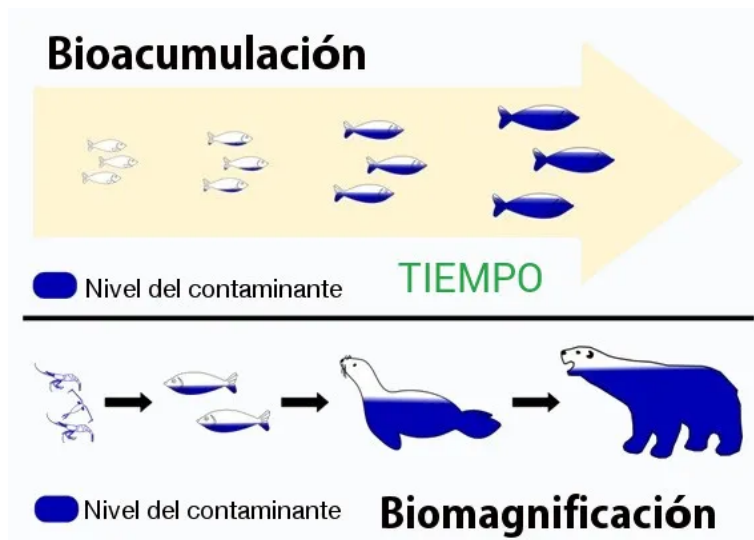 Bioacumulación
Nivel del contaminante
TIEMPO
Nivel del contaminante
Biomagnificación